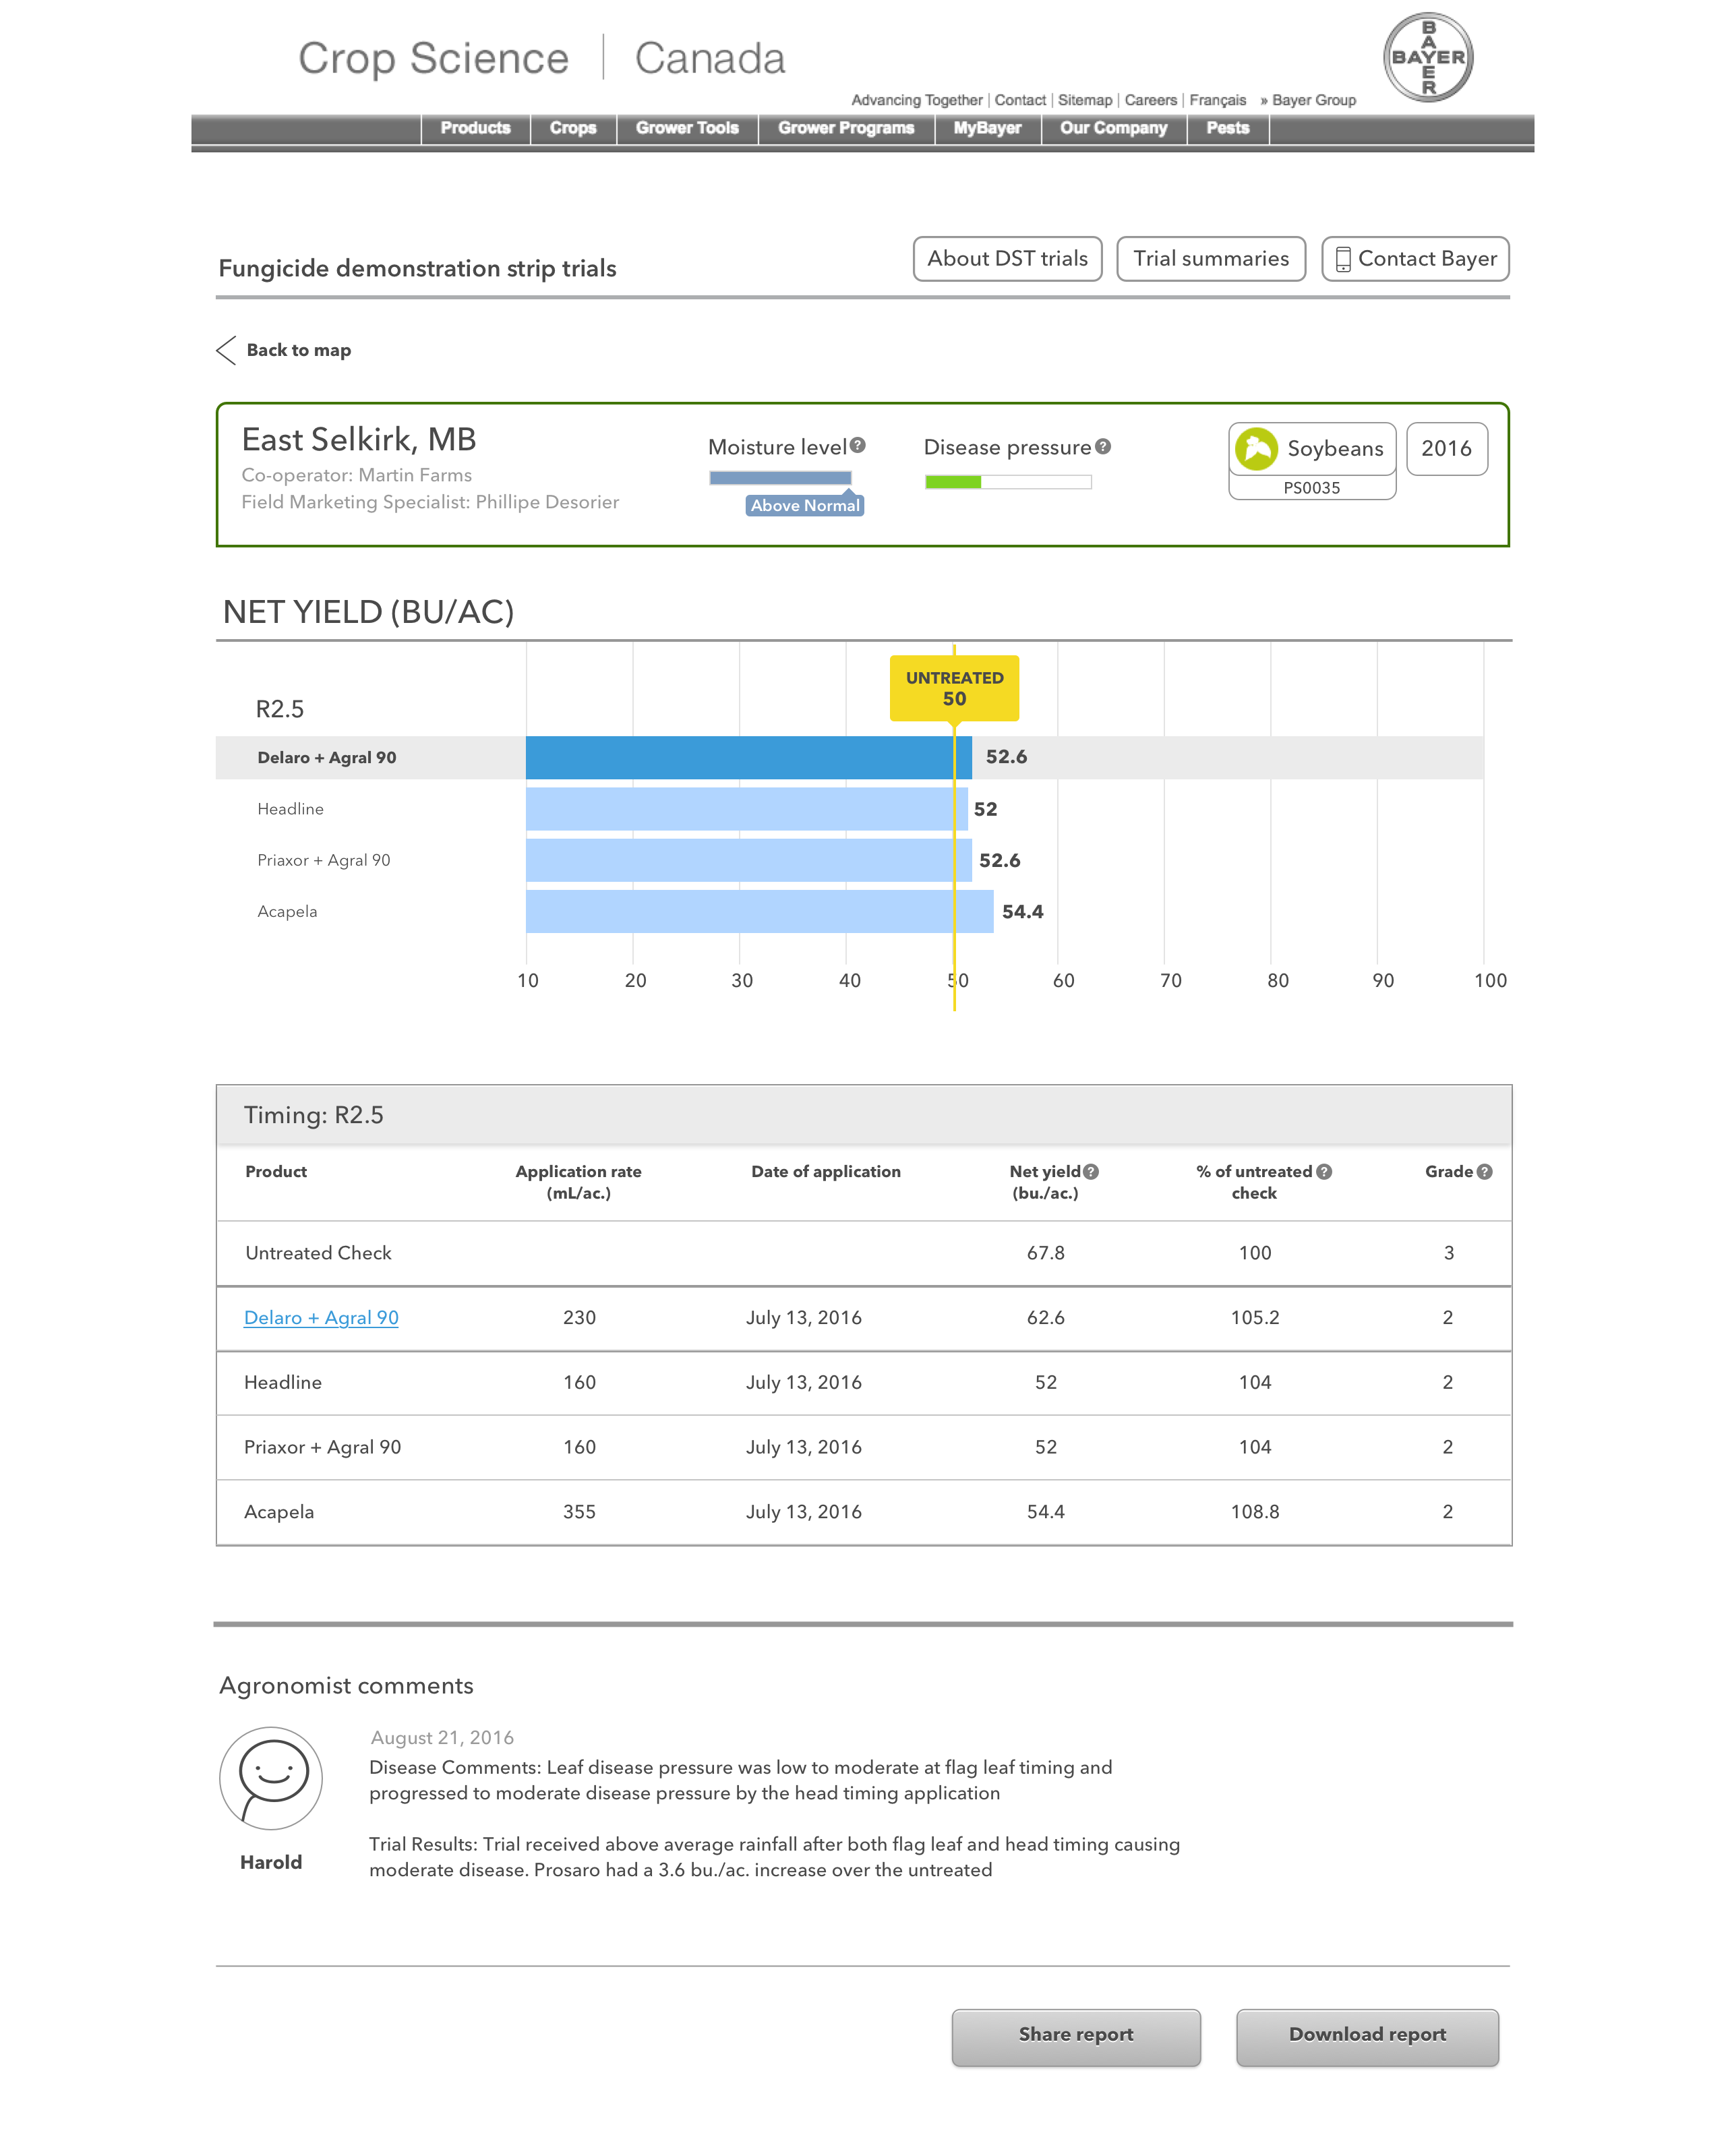 Crop Science | Canada
BAYER
BAYER
Advancing Together | Contact | Sitemap | Careers | Français » Bayer Group
Products Crops Grower Tools Grower Programs MyBayer Our Company Pests
Fungicide demonstration strip trials
About DST trials
Trial summaries
Contact Bayer
Back to map
East Selkirk, MB
Co-operator: Martin Farms
Field Marketing Specialist: Phillipe Desorier
Moisture level ?
Above Normal
Disease pressure ?
Soybeans
PS0035
2016
NET YIELD (BU/AC)
UNTREATED
50
R2.5
Delaro + Agral 90 52.6
Headline 52
Priaxor + Agral 90 52.6
Acapela 54.4
10 20 30 40 50 60 70 80 90 100
Timing: R2.5
Product Application rate Date of application Net yield ? % of untreated ? Grade ?
(mL/ac.) (bu./ac.) check
Untreated Check 67.8 100 3
Delaro + Agral 90 230 July 13, 2016 62.6 105.2 2
Headline 160 July 13, 2016 52 104 2
Priaxor + Agral 90 160 July 13, 2016 52 104 2
Acapela 355 July 13, 2016 54.4 108.8 2
Agronomist comments
August 21, 2016
Disease Comments: Leaf disease pressure was low to moderate at flag leaf timing and
progressed to moderate disease pressure by the head timing application
Trial Results: Trial received above average rainfall after both flag leaf and head timing causing
moderate disease. Prosaro had a 3.6 bu./ac. increase over the untreated
Harold
Share report
Download report